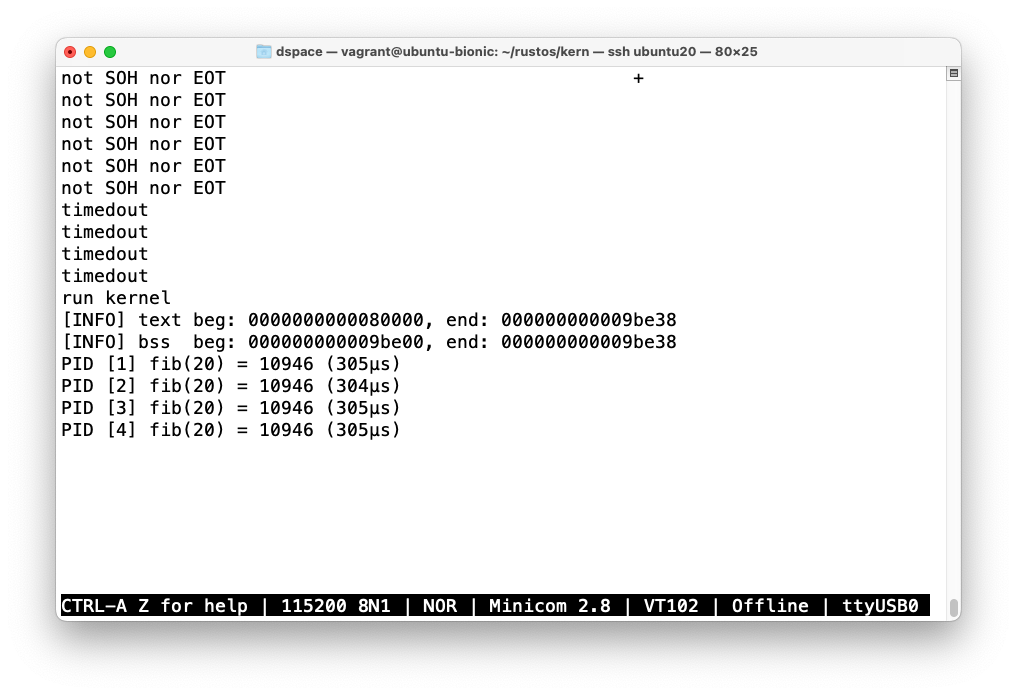 dspace — vagrant@ubuntu-bionic: ~/rustos/kern — ssh ubuntu20 — 80×25
not SOH nor EOT +
not SOH nor EOT
not SOH nor EOT
not SOH nor EOT
not SOH nor EOT
not SOH nor EOT
timedout
timedout
timedout
timedout
run kernel
[INFO] text beg: 0000000000080000, end: 000000000009be38
[INFO] bss  beg: 000000000009be00, end: 000000000009be38
PID [1] fib(20) = 10946 (305µs)
PID [2] fib(20) = 10946 (304µs)
PID [3] fib(20) = 10946 (305µs)
PID [4] fib(20) = 10946 (305µs)
CTRL-A Z for help | 115200 8N1 | NOR | Minicom 2.8 | VT102 | Offline | ttyUSB0